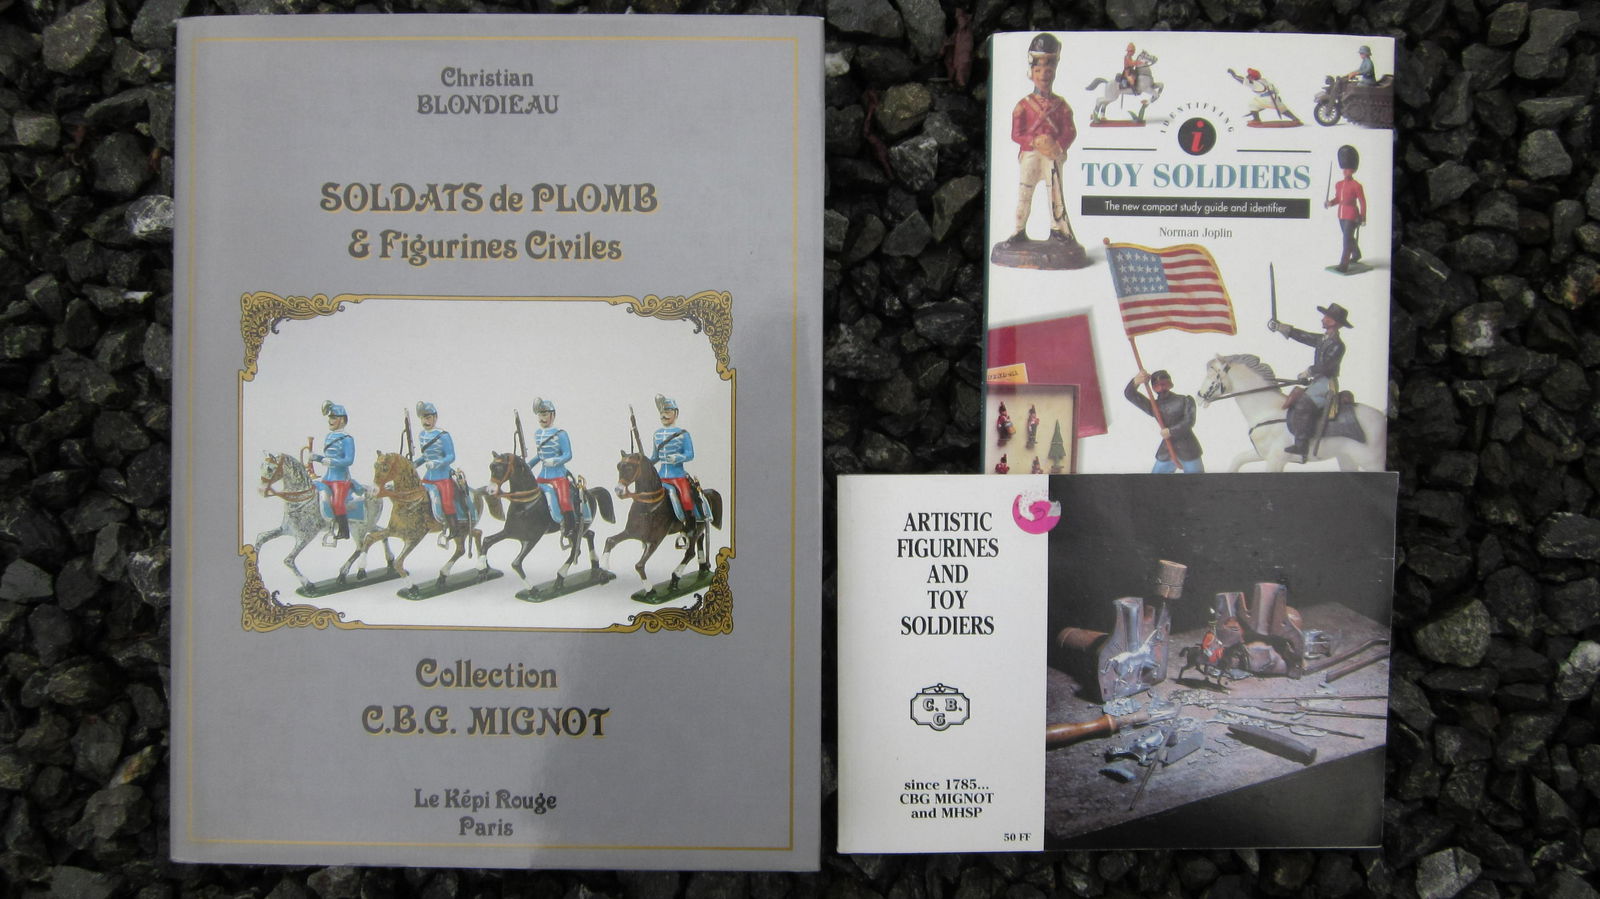 Christian
BLONDIEAU
SOLDATS de PLOMB
& Figurines Civiles
Collection
C.B.G. MIGNOT
Le Képi Rouge
Paris
IDENTIFYING
i
TOY SOLDIERS
The new compact study guide and identifier
Norman Joplin
ARTISTIC
FIGURINES
AND
TOY
SOLDIERS
C. B.
G
since 1785...
CBG MIGNOT
and MHSP
50 FF